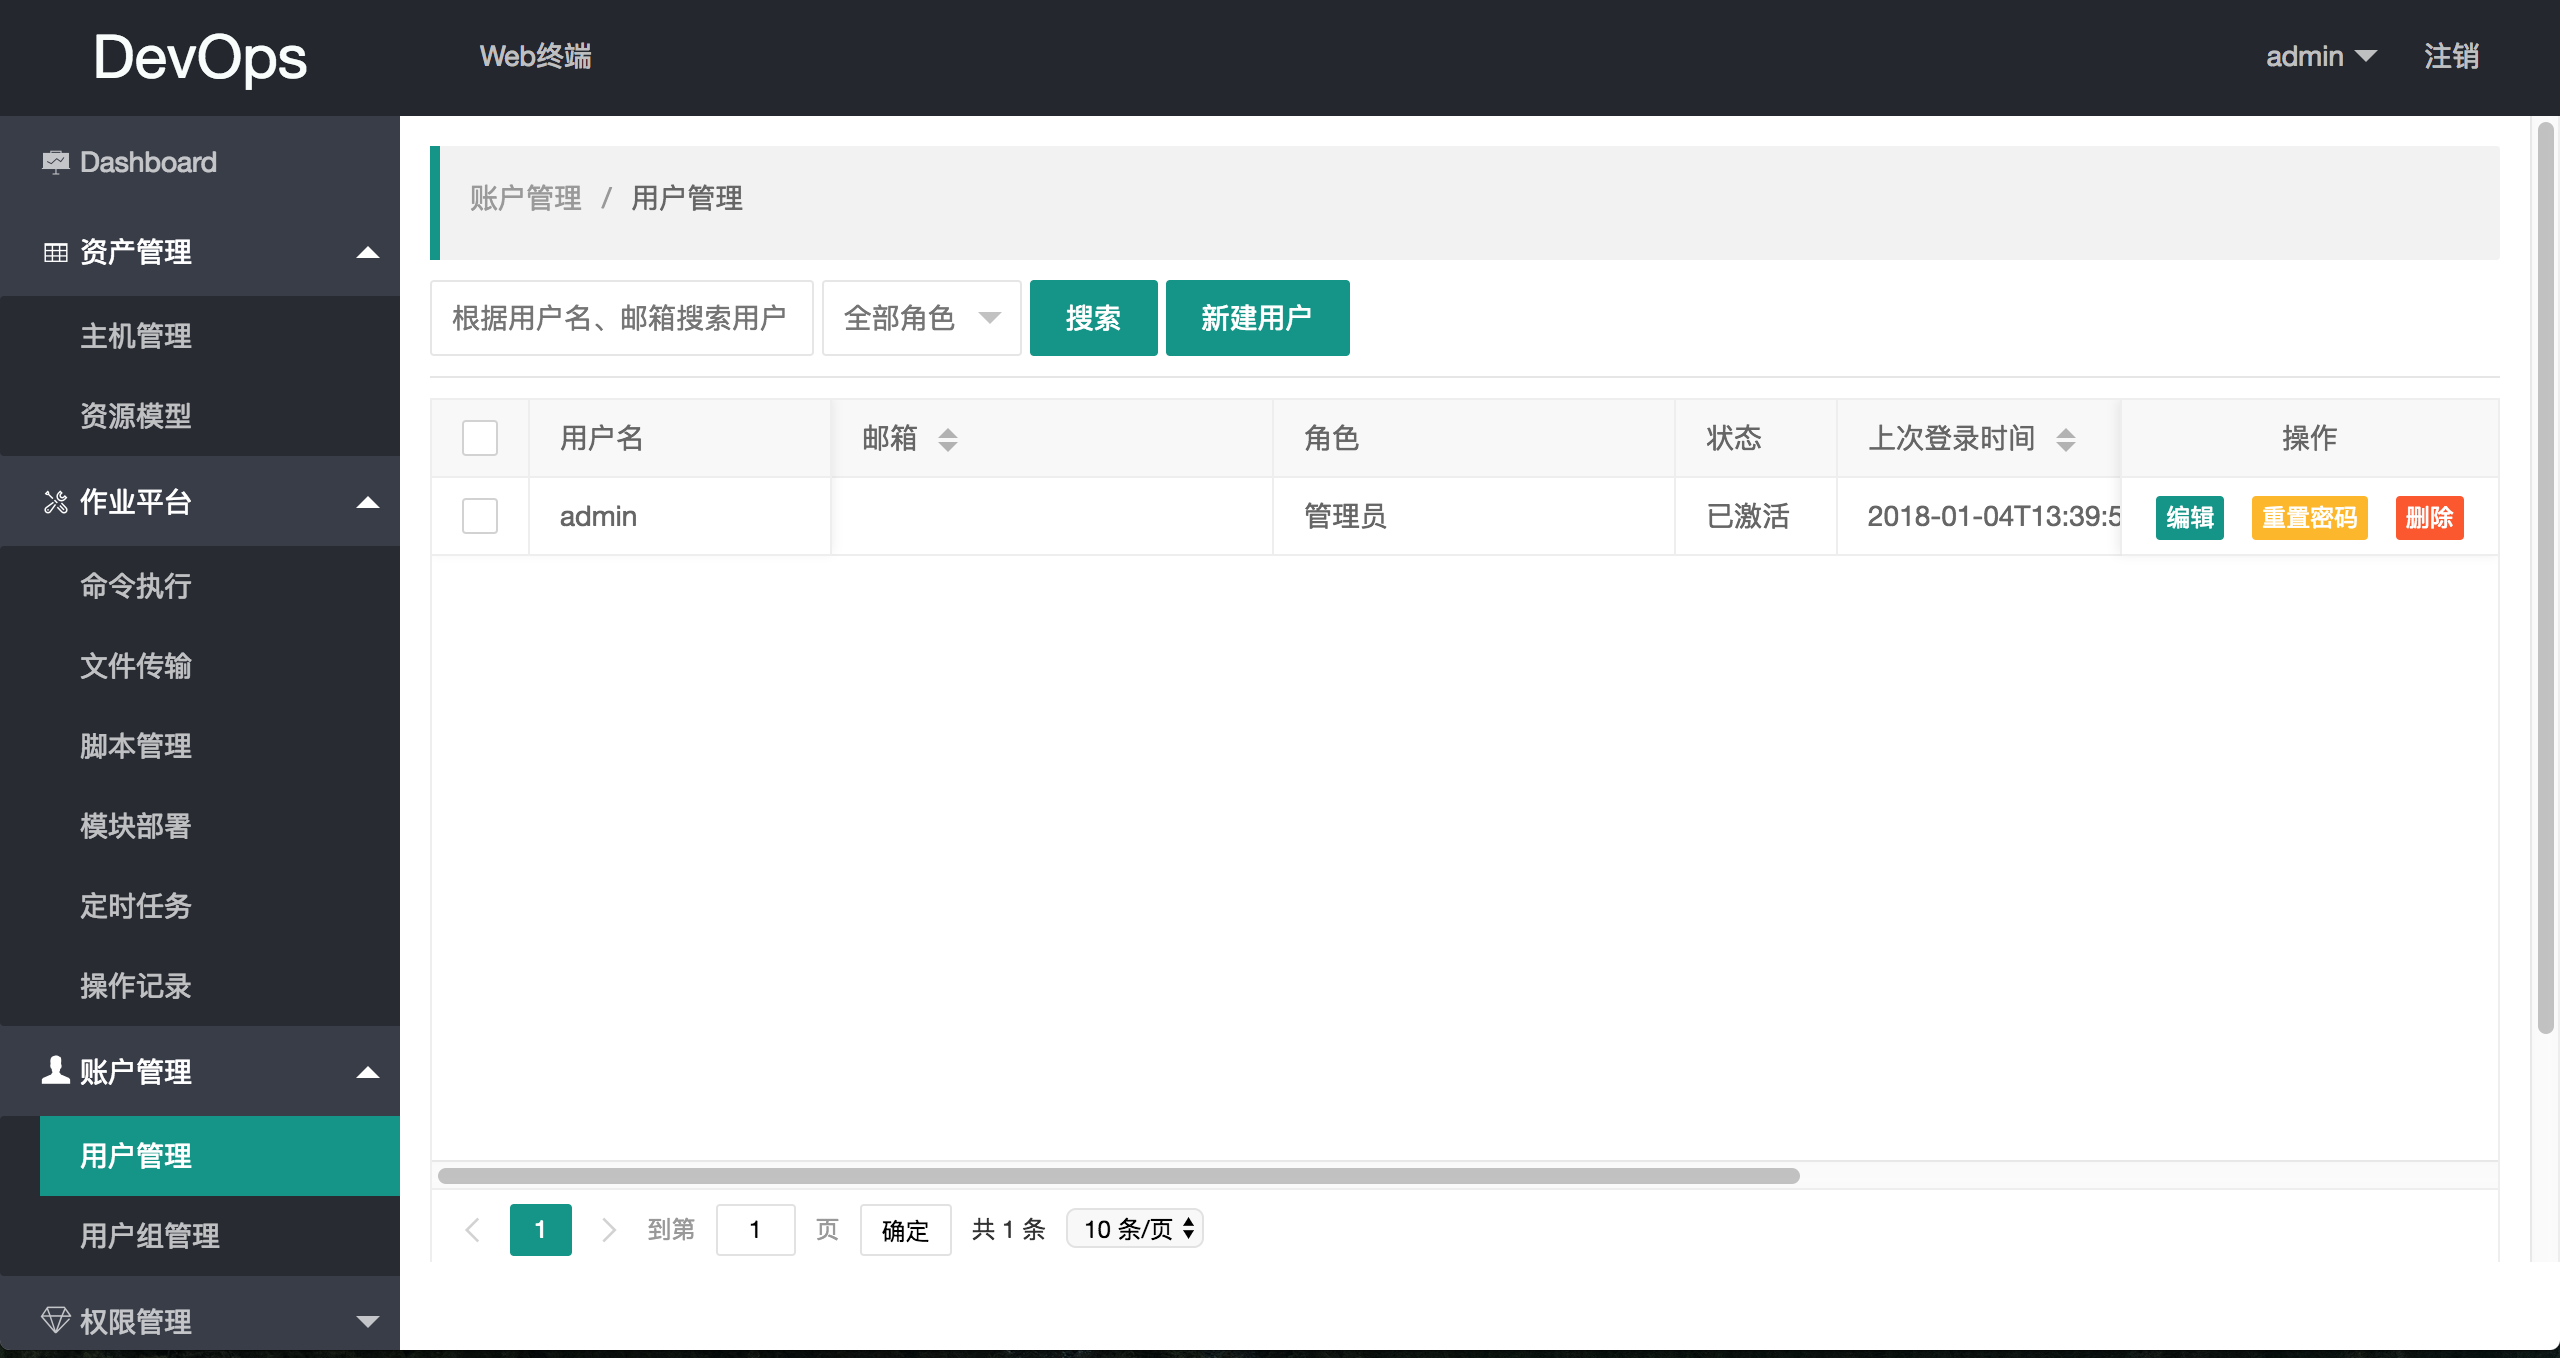 DevOps
Web终端
admin
注销
Dashboard
资产管理
主机管理
资源模型
作业平台
命令执行
文件传输
脚本管理
模块部署
定时任务
操作记录
账户管理
用户管理
用户组管理
权限管理
账户管理 / 用户管理
根据用户名、邮箱搜索用户
全部角色
搜索
新建用户
用户名 邮箱 角色 状态 上次登录时间 操作
admin 管理员 已激活 2018-01-04T13:39:5 编辑 重置密码 删除
1 到第 1 页 确定 共 1 条 10 条/页